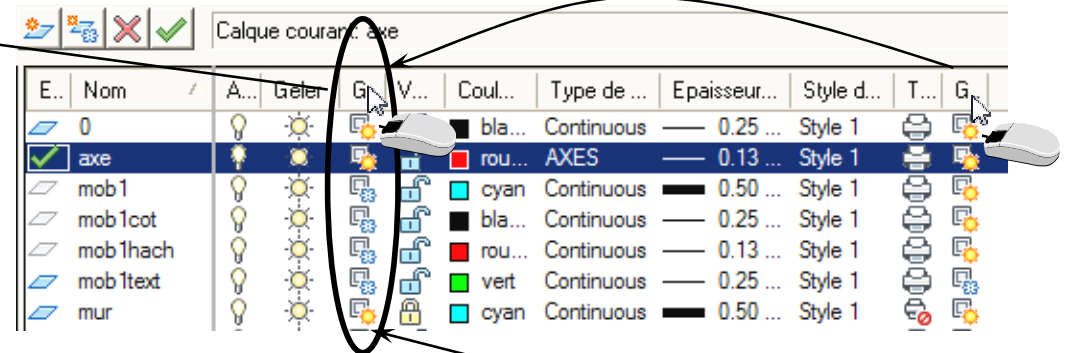 Calque courant: axe
E... Nom A... Geler G... V... Coul... Type de ... Epaisseur... Style d... T... G...
0 bla... Continuous 0.25 ... Style 1
axe rou... AXES 0.13 ... Style 1
mob1 cyan Continuous 0.50 ... Style 1
mob1cot bla... Continuous 0.25 ... Style 1
mob1hach rou... Continuous 0.13 ... Style 1
mob1text vert Continuous 0.25 ... Style 1
mur cyan Continuous 0.50 ... Style 1